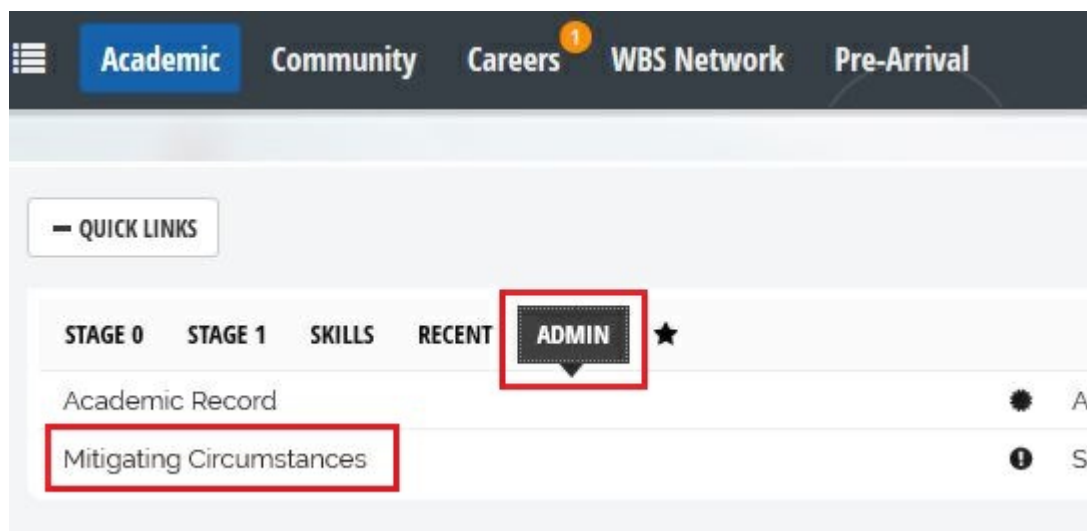 Academic Community Careers 1 WBS Network Pre-Arrival
QUICK LINKS
STAGE 0 STAGE 1 SKILLS RECENT ADMIN
Academic Record A
Mitigating Circumstances S